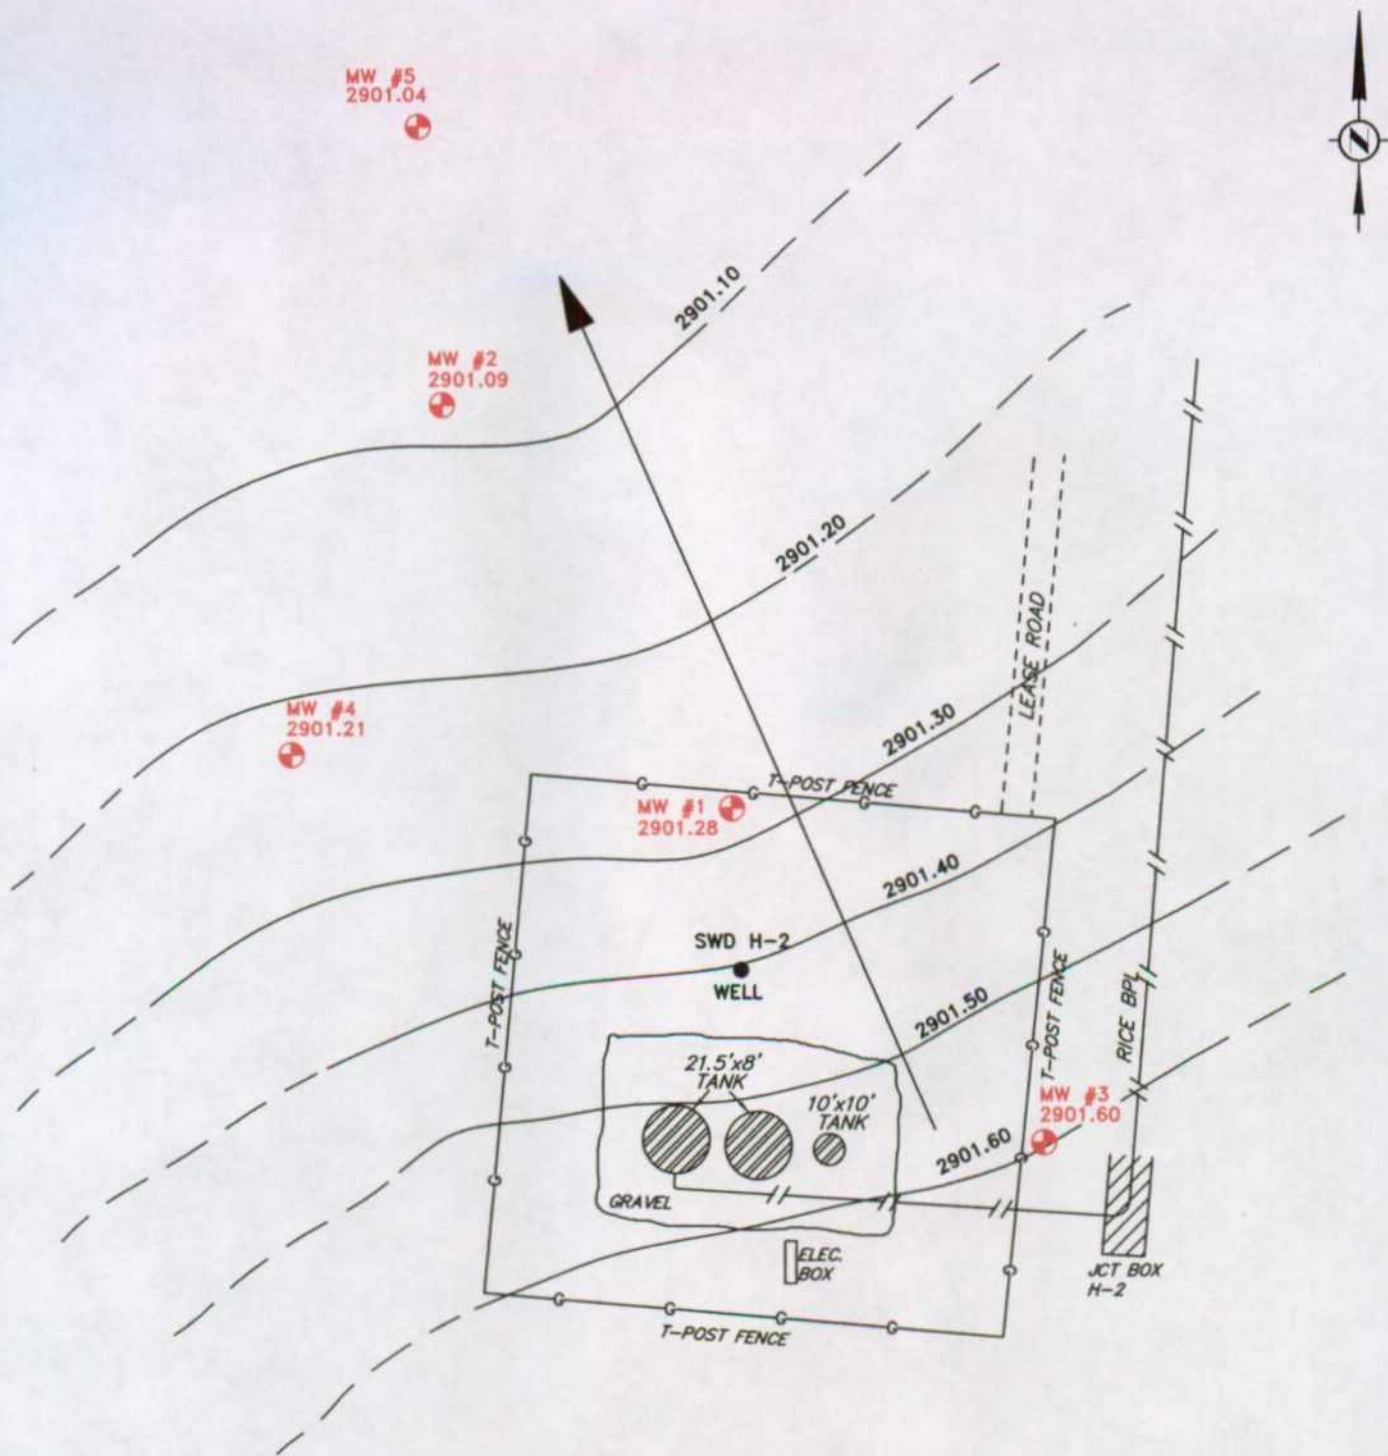 MW #5
2901.04
2901.10
MW #2
2901.09
2901.20
LEASE ROAD
MW #4
2901.21
2901.30
T-POST FENCE
MW #1
2901.28
2901.40
SWD H-2
WELL
T-POST FENCE
2901.50
T-POST FENCE
RICE BPL
21.5'x8'
TANK
10'x10'
TANK
MW #3
2901.60
2901.60
GRAVEL
ELEC.
BOX
JCT BOX
H-2
T-POST FENCE